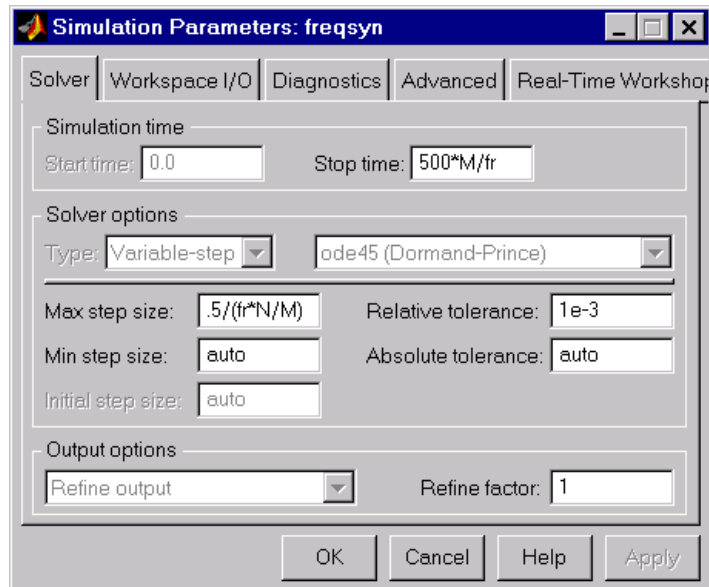 Simulation Parameters: freqsyn
Solver Workspace I/O Diagnostics Advanced Real-Time Workshop
Simulation time
Start time: 0.0 Stop time: 500*M/fr
Solver options
Type: Variable-step ode45 (Dormand-Prince)
Max step size: .5/(fr*N/M) Relative tolerance: 1e-3
Min step size: auto Absolute tolerance: auto
Initial step size: auto
Output options
Refine output Refine factor: 1
OK Cancel Help Apply